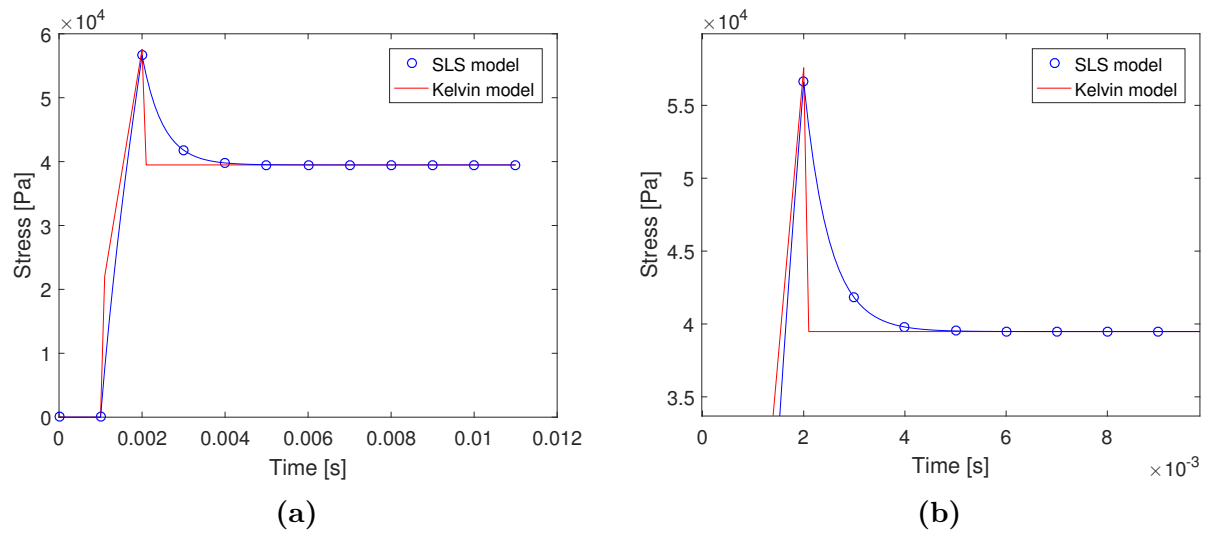 ×10⁴
6
5
4
3
2
1
0
Stress [Pa]
0 0.002 0.004 0.006 0.008 0.01 0.012
Time [s]
SLS model
Kelvin model
(a)
×10⁴
5.5
5
4.5
4
3.5
Stress [Pa]
0 2 4 6 8
Time [s]
×10⁻³
SLS model
Kelvin model
(b)